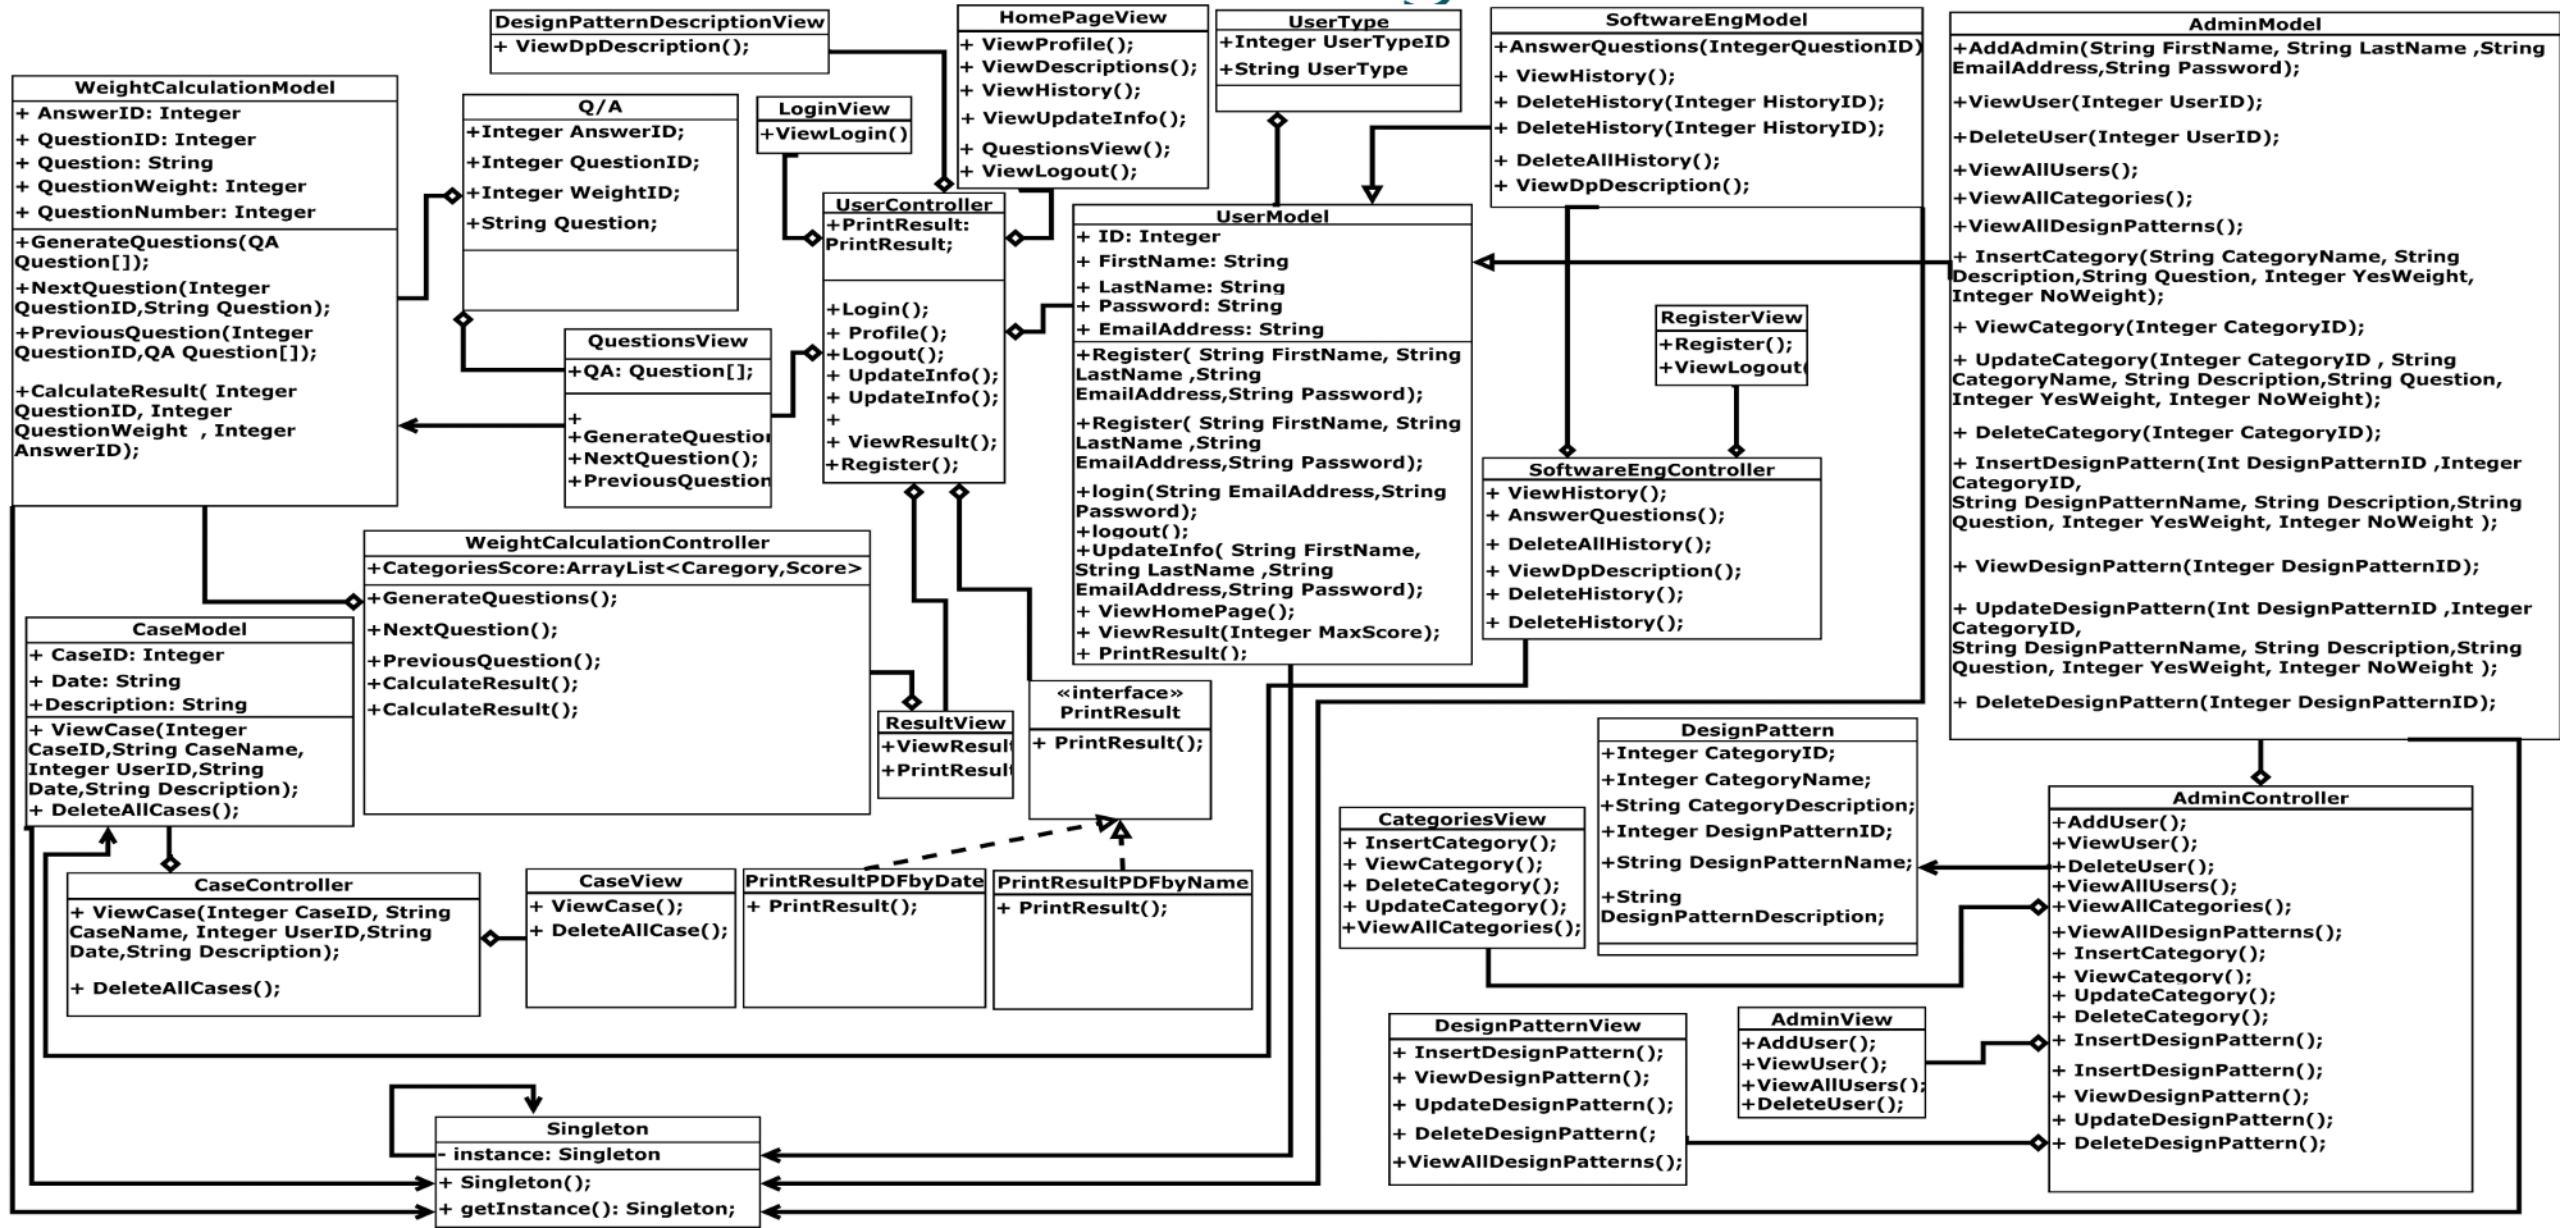 DesignPatternDescriptionView
+ ViewDpDescription();
HomePageView
+ ViewProfile();
+ ViewDescriptions();
+ ViewHistory();
+ ViewUpdateInfo();
+ QuestionsView();
+ ViewLogout();
UserType
+Integer UserTypeID
+String UserType
SoftwareEngModel
+AnswerQuestions(IntegerQuestionID)
+ ViewHistory();
+ DeleteHistory(Integer HistoryID);
+ DeleteHistory(Integer HistoryID);
+ DeleteAllHistory();
+ ViewDpDescription();
AdminModel
+AddAdmin(String FirstName, String LastName ,String
EmailAddress,String Password);
+ViewUser(Integer UserID);
+DeleteUser(Integer UserID);
+ViewAllUsers();
+ViewAllCategories();
+ViewAllDesignPatterns();
+ InsertCategory(String CategoryName, String
Description,String Question, Integer YesWeight,
Integer NoWeight);
+ ViewCategory(Integer CategoryID);
+ UpdateCategory(Integer CategoryID , String
CategoryName, String Description,String Question,
Integer YesWeight, Integer NoWeight);
+ DeleteCategory(Integer CategoryID);
+ InsertDesignPattern(Int DesignPatternID ,Integer
CategoryID,
String DesignPatternName, String Description,String
Question, Integer YesWeight, Integer NoWeight );
+ ViewDesignPattern(Integer DesignPatternID);
+ UpdateDesignPattern(Int DesignPatternID ,Integer
CategoryID,
String DesignPatternName, String Description,String
Question, Integer YesWeight, Integer NoWeight );
+ DeleteDesignPattern(Integer DesignPatternID);
WeightCalculationModel
+ AnswerID: Integer
+ QuestionID: Integer
+ Question: String
+ QuestionWeight: Integer
+ QuestionNumber: Integer
+GenerateQuestions(QA
Question[]);
+NextQuestion(Integer
QuestionID,String Question);
+PreviousQuestion(Integer
QuestionID,QA Question[]);
+CalculateResult( Integer
QuestionID, Integer
QuestionWeight , Integer
AnswerID);
Q/A
+Integer AnswerID;
+Integer QuestionID;
+Integer WeightID;
+String Question;
LoginView
+ViewLogin()
UserController
+PrintResult:
PrintResult;
+Login();
+ Profile();
+Logout();
+ UpdateInfo();
+ UpdateInfo();
+
+ ViewResult();
+Register();
UserModel
+ ID: Integer
+ FirstName: String
+ LastName: String
+ Password: String
+ EmailAddress: String
+Register( String FirstName, String
LastName ,String
EmailAddress,String Password);
+Register( String FirstName, String
LastName ,String
EmailAddress,String Password);
+login(String EmailAddress,String
Password);
+logout();
+UpdateInfo( String FirstName,
String LastName ,String
EmailAddress,String Password);
+ ViewHomePage();
+ ViewResult(Integer MaxScore);
+ PrintResult();
QuestionsView
+QA: Question[];
+
+GenerateQuestion
+NextQuestion();
+PreviousQuestion
RegisterView
+Register();
+ViewLogout(
SoftwareEngController
+ ViewHistory();
+ AnswerQuestions();
+ DeleteAllHistory();
+ ViewDpDescription();
+ DeleteHistory();
+ DeleteHistory();
WeightCalculationController
+CategoriesScore:ArrayList<Caregory,Score>
+GenerateQuestions();
+NextQuestion();
+PreviousQuestion();
+CalculateResult();
+CalculateResult();
CaseModel
+ CaseID: Integer
+ Date: String
+Description: String
+ ViewCase(Integer
CaseID,String CaseName,
Integer UserID,String
Date,String Description);
+ DeleteAllCases();
ResultView
+ViewResul
+PrintResul
«interface»
PrintResult
+ PrintResult();
DesignPattern
+Integer CategoryID;
+Integer CategoryName;
+String CategoryDescription;
+Integer DesignPatternID;
+String DesignPatternName;
+String
DesignPatternDescription;
CategoriesView
+ InsertCategory();
+ ViewCategory();
+ DeleteCategory();
+ UpdateCategory();
+ViewAllCategories();
AdminController
+AddUser();
+ViewUser();
+DeleteUser();
+ViewAllUsers();
+ViewAllCategories();
+ViewAllDesignPatterns();
+ InsertCategory();
+ ViewCategory();
+ UpdateCategory();
+ DeleteCategory();
+ InsertDesignPattern();
+ InsertDesignPattern();
+ ViewDesignPattern();
+ UpdateDesignPattern();
+ DeleteDesignPattern();
CaseController
+ ViewCase(Integer CaseID, String
CaseName, Integer UserID,String
Date,String Description);
+ DeleteAllCases();
CaseView
+ ViewCase();
+ DeleteAllCase();
PrintResultPDFbyDate
+ PrintResult();
PrintResultPDFbyName
+ PrintResult();
DesignPatternView
+ InsertDesignPattern();
+ ViewDesignPattern();
+ UpdateDesignPattern();
+ DeleteDesignPattern(;
+ViewAllDesignPatterns();
AdminView
+AddUser();
+ViewUser();
+ViewAllUsers();
+DeleteUser();
Singleton
- instance: Singleton
+ Singleton();
+ getInstance(): Singleton;